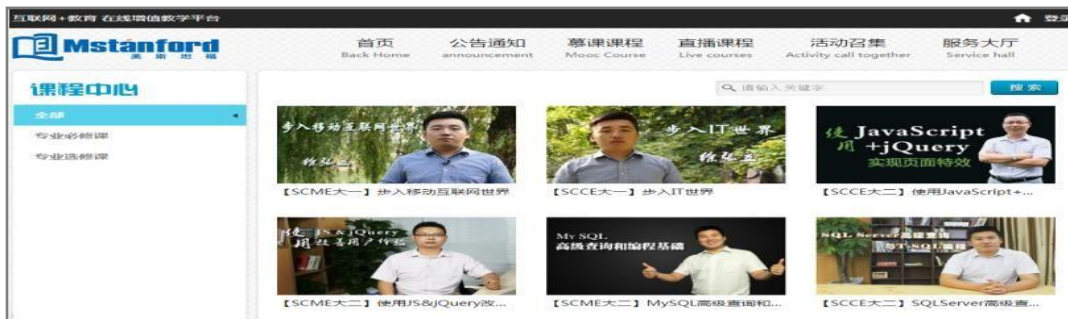 互联网+教育 在线增值教学平台
登录
Mstanford
美斯坦福
首页
Back Home
公告通知
announcement
慕课课程
Mooc Course
直播课程
Live courses
活动召集
Activity call together
服务大厅
Service hall
课程中心
全部
专业必修课
专业选修课
请输入关键字
搜索
步入移动互联网世界
【SCME大一】步入移动互联网世界
步入IT世界
【SCCE大一】步入IT世界
使用 JavaScript
+jQuery
实现页面特效
【SCCE大二】使用JavaScript+...
使用 JS &jQuery
改善用户体验
【SCME大二】使用JS&jQuery改...
My SQL
高级查询和编程基础
【SCME大二】MySQL高级查询和...
SQL Server高级查询
与T-SQL编程
【SCCE大二】SQLServer高级查...